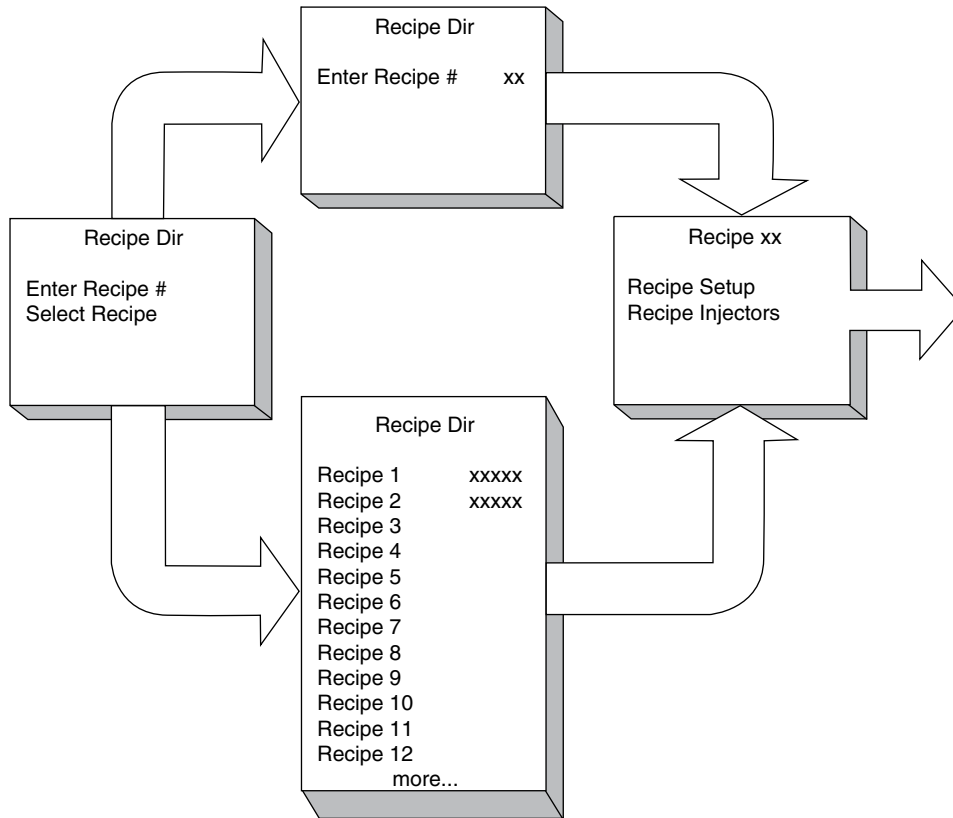 Recipe Dir
Enter Recipe # xx
Recipe Dir
Enter Recipe #
Select Recipe
Recipe xx
Recipe Setup
Recipe Injectors
Recipe Dir
Recipe 1 xxxxx
Recipe 2 xxxxx
Recipe 3
Recipe 4
Recipe 5
Recipe 6
Recipe 7
Recipe 8
Recipe 9
Recipe 10
Recipe 11
Recipe 12
more...